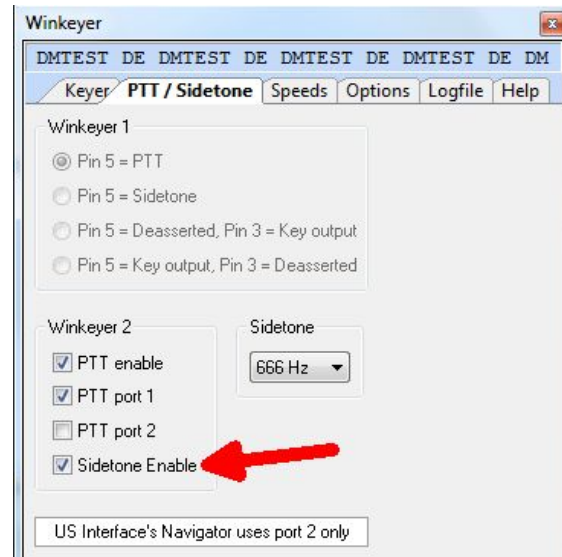 Winkeyer
DMTEST DE DMTEST DE DMTEST DE DMTEST DE DM
Keyer PTT / Sidetone Speeds Options Logfile Help
Winkeyer 1
Pin 5 = PTT
Pin 5 = Sidetone
Pin 5 = Deasserted, Pin 3 = Key output
Pin 5 = Key output, Pin 3 = Deasserted
Winkeyer 2
PTT enable
PTT port 1
PTT port 2
Sidetone Enable
Sidetone
666 Hz
US Interface's Navigator uses port 2 only